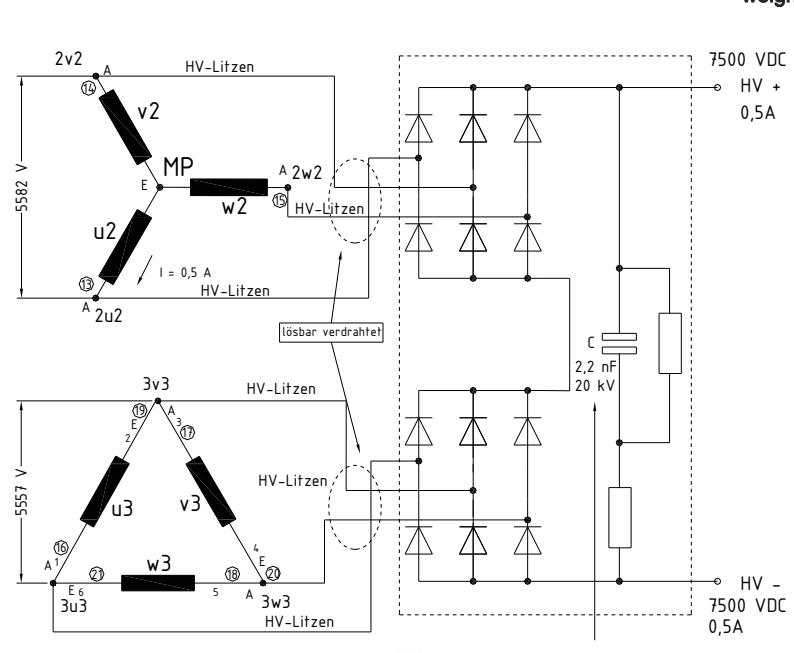 2v2
A
HV-Litzen
7500 VDC
HV +
0,5A
14
v2
MP
5582 V
E
A 2w2
15
w2
HV-Litzen
u2
13
I = 0,5 A
HV-Litzen
A
2u2
lösbar verdrahtet
C
2,2 nF
20 kV
3v3
HV-Litzen
19
A
E
3
17
2
5557 V
HV-Litzen
u3
v3
16
4
A
1
w3
E
21
18
20
E 6
5
A
3u3
3w3
HV-Litzen
HV -
7500 VDC
0,5A